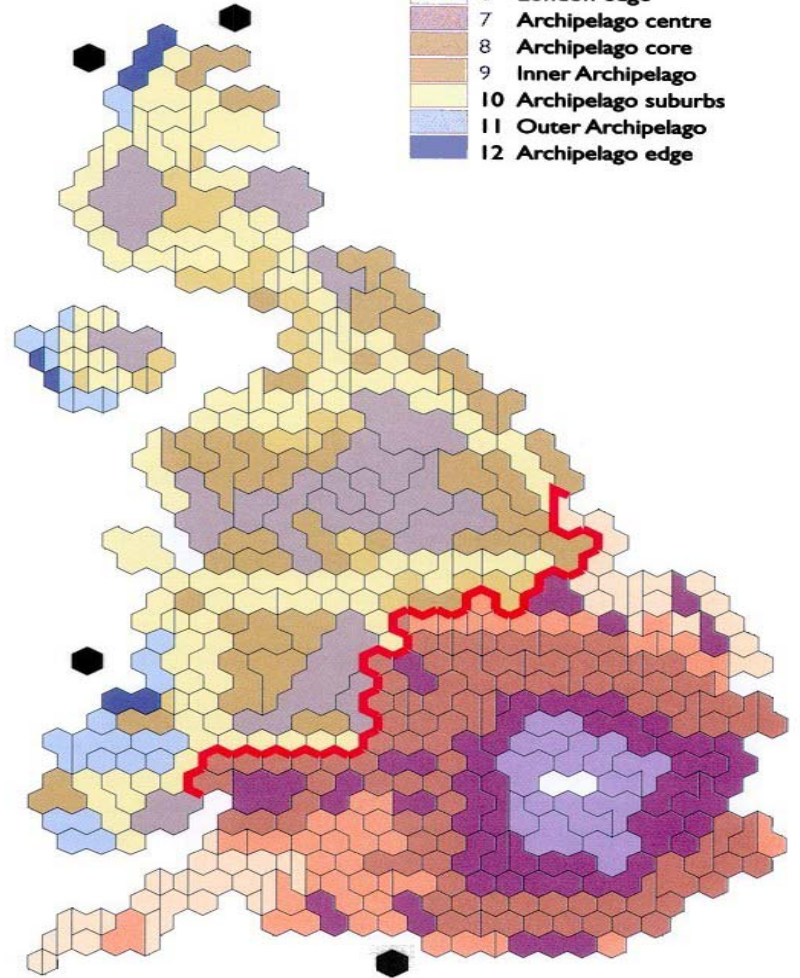 7 Archipelago centre
8 Archipelago core
9 Inner Archipelago
10 Archipelago suburbs
11 Outer Archipelago
12 Archipelago edge